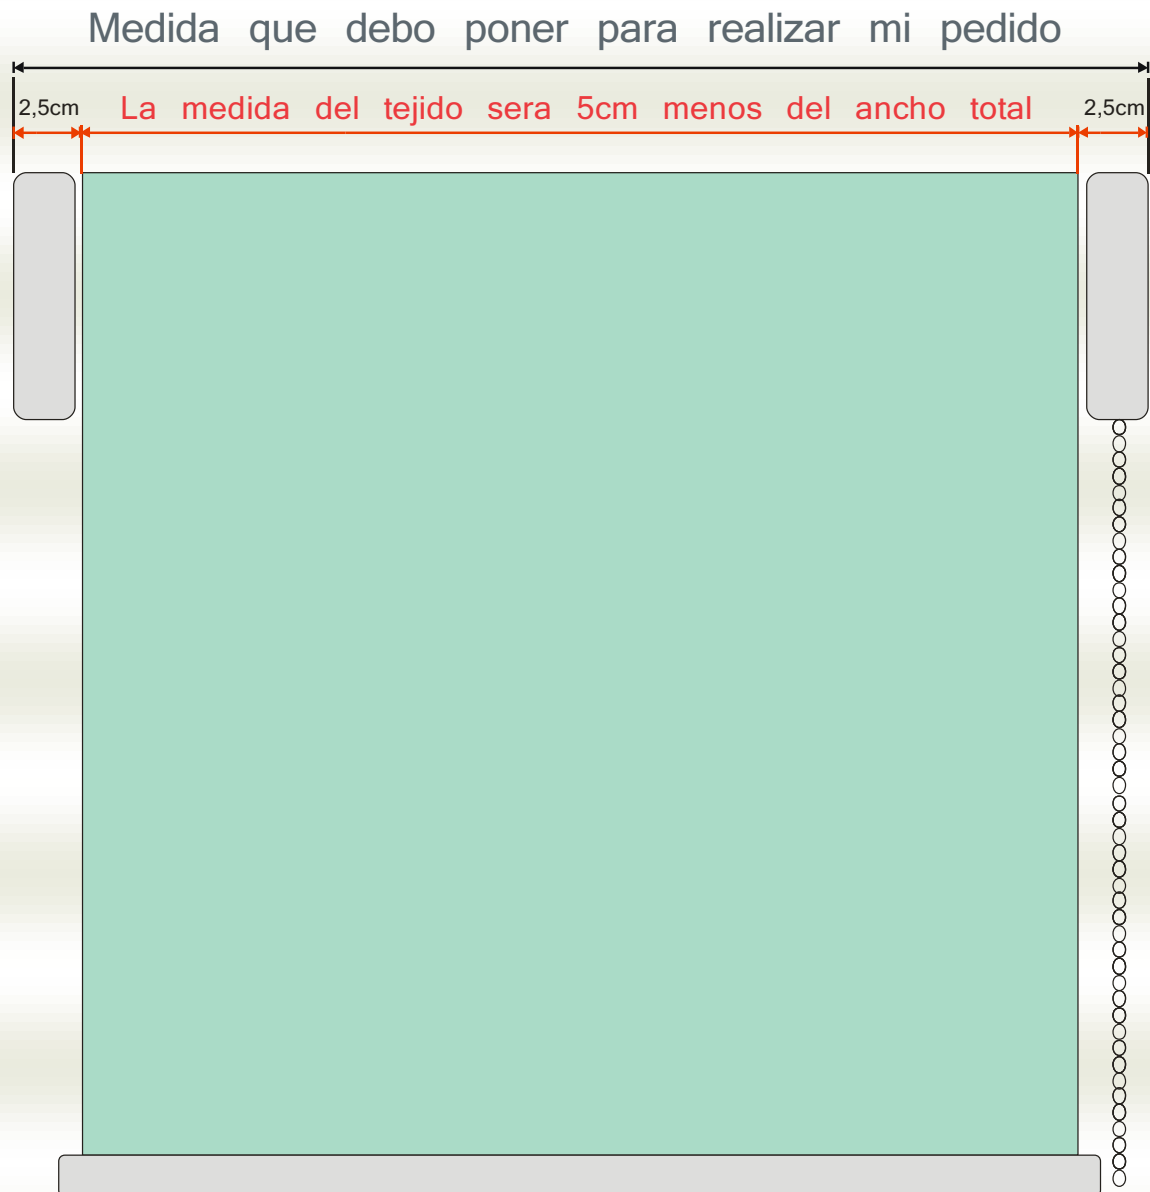 Medida que debo poner para realizar mi pedido
2,5cm La medida del tejido sera 5cm menos del ancho total 2,5cm